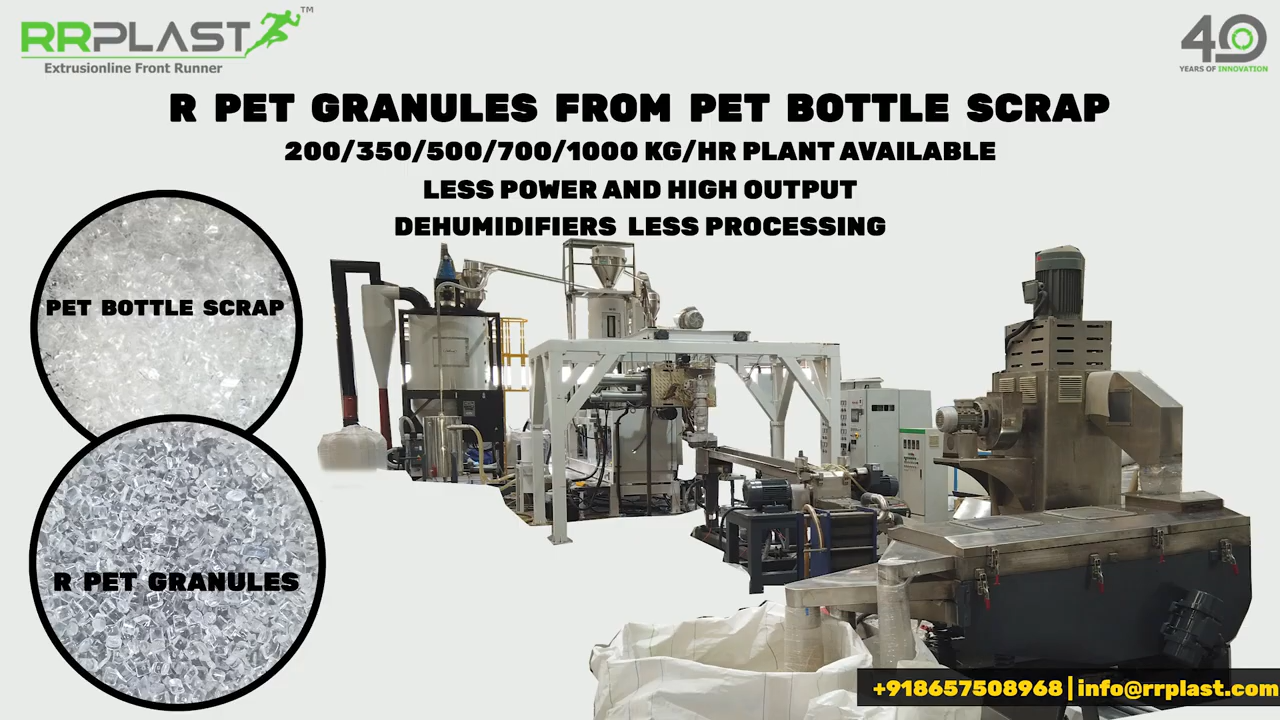 RRPLAST TM
Extrusionline Front Runner
40
YEARS OF INNOVATION
R PET GRANULES FROM PET BOTTLE SCRAP
200/350/500/700/1000 KG/HR PLANT AVAILABLE
LESS POWER AND HIGH OUTPUT
DEHUMIDIFIERS LESS PROCESSING
PET BOTTLE SCRAP
R PET GRANULES
+918657508968 | info@rrplast.com